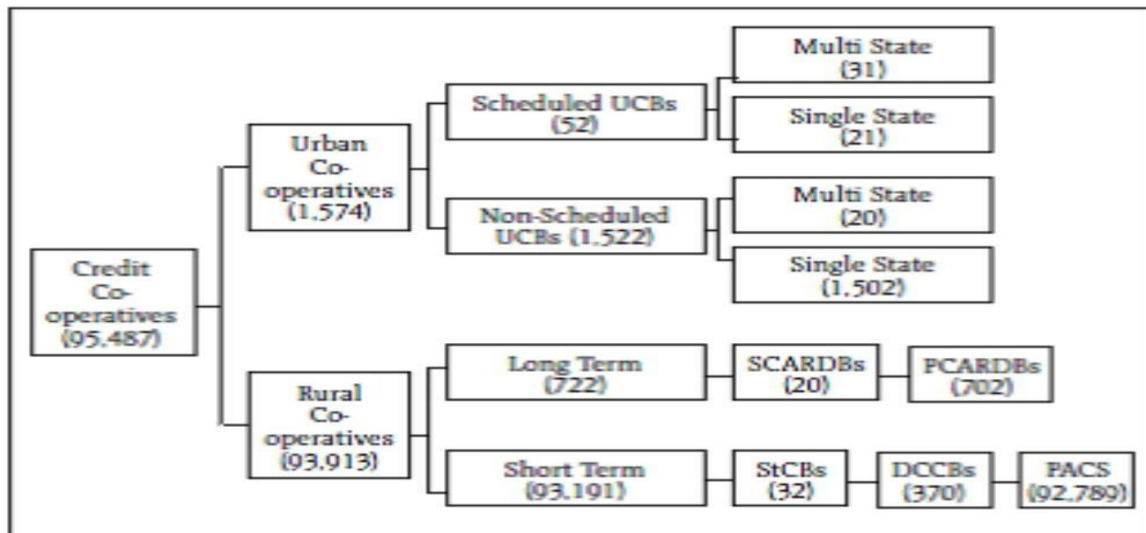 Credit
Co-
operatives
(95,487)
Urban
Co-
operatives
(1,574)
Scheduled UCBs
(52)
Multi State
(31)
Single State
(21)
Non-Scheduled
UCBs (1,522)
Multi State
(20)
Single State
(1,502)
Rural
Co-
operatives
(93,913)
Long Term
(722)
SCARDBs
(20)
PCARDBs
(702)
Short Term
(93,191)
StCBs
(32)
DCCBs
(370)
PACS
(92,789)